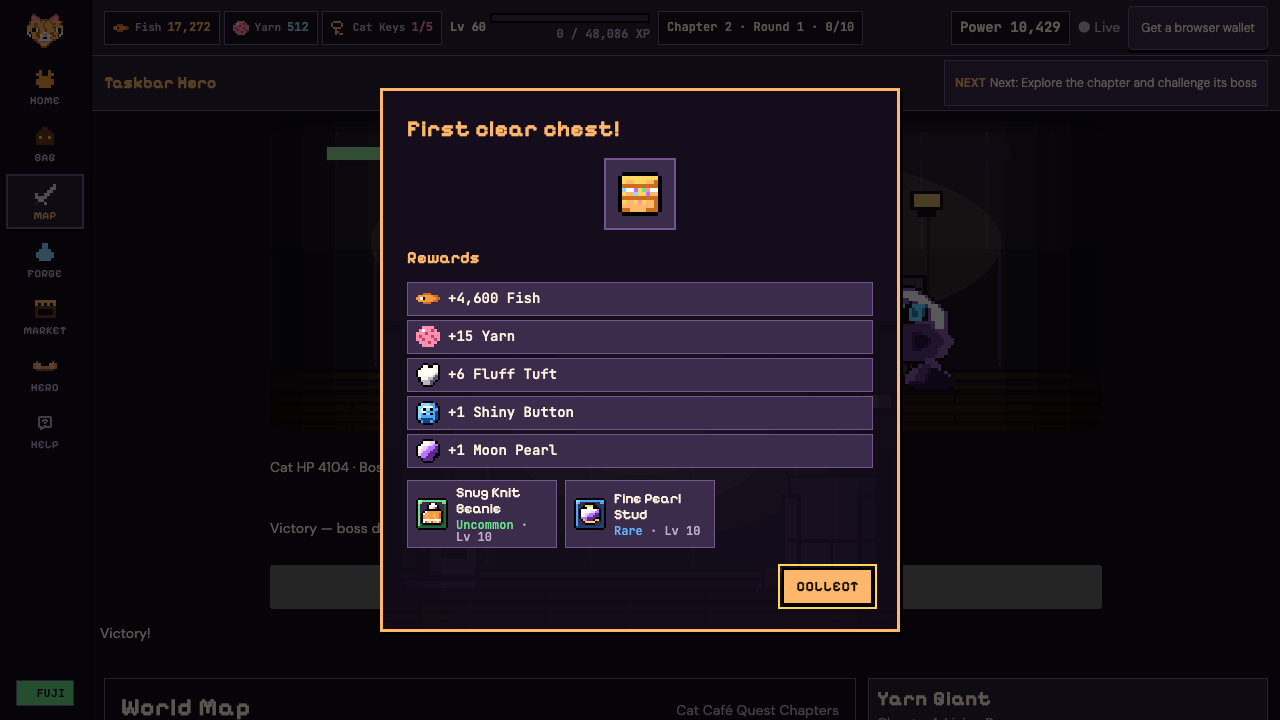 Fish 17,272
Yarn 512
Cat Keys 1/5
Lv 60
0 / 48,086 XP
Chapter 2 · Round 1 · 0/10
Power 10,429
Live
Get a browser wallet
HOME
BAG
MAP
FORGE
MARKET
HERO
HELP
FUJI
Taskbar Hero
NEXT Next: Explore the chapter and challenge its boss
First clear chest!
Rewards
+4,600 Fish
+15 Yarn
+6 Fluff Tuft
+1 Shiny Button
+1 Moon Pearl
Snug Knit
Beanie
Uncommon ·
Lv 10
Fine Pearl
Stud
Rare · Lv 10
COLLECT
Cat HP 4104 · Bos
Victory — boss d
Victory!
World Map
Cat Café Quest Chapters
Yarn Giant